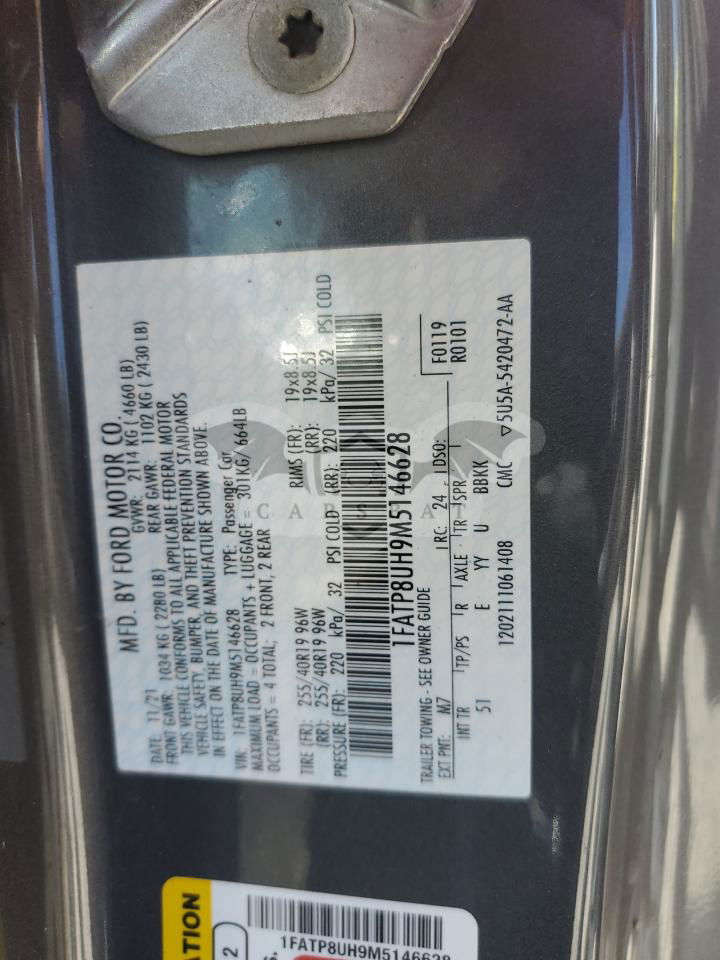 MFD. BY FORD MOTOR CO.
DATE: 11/21 GVWR: 2114 KG ( 4660 LB)
FRONT GAWR: 1034 KG ( 2280 LB) REAR GAWR: 1102 KG ( 2430 LB)
THIS VEHICLE CONFORMS TO ALL APPLICABLE FEDERAL MOTOR
VEHICLE SAFETY, BUMPER, AND THEFT PREVENTION STANDARDS
IN EFFECT ON THE DATE OF MANUFACTURE SHOWN ABOVE.
VIN: 1FATP8UH9M5146628 TYPE: Passenger Car
MAXIMUM LOAD = OCCUPANTS + LUGGAGE = 301KG / 664LB
OCCUPANTS = 4 TOTAL; 2 FRONT, 2 REAR
TIRE (FR): 255/40R19 96W RIMS (FR): 19x8.5J
(RR): 255/40R19 96W (RR): 19x8.5J
PRESSURE (FR): 220 kPa/ 32 PSI COLD (RR): 220 kPa/ 32 PSI COLD
1FATP8UH9M5146628
TRAILER TOWING - SEE OWNER GUIDE F0119
EXT PNT: M7 RC: 24 DSO: R0101
INT TR TP/PS R AXLE TR SPR
51 E YY U BBKK
1202111061408 CMC ▽5U5A-5420472-AA
CAPSAT
1FATP8UH9M5146628